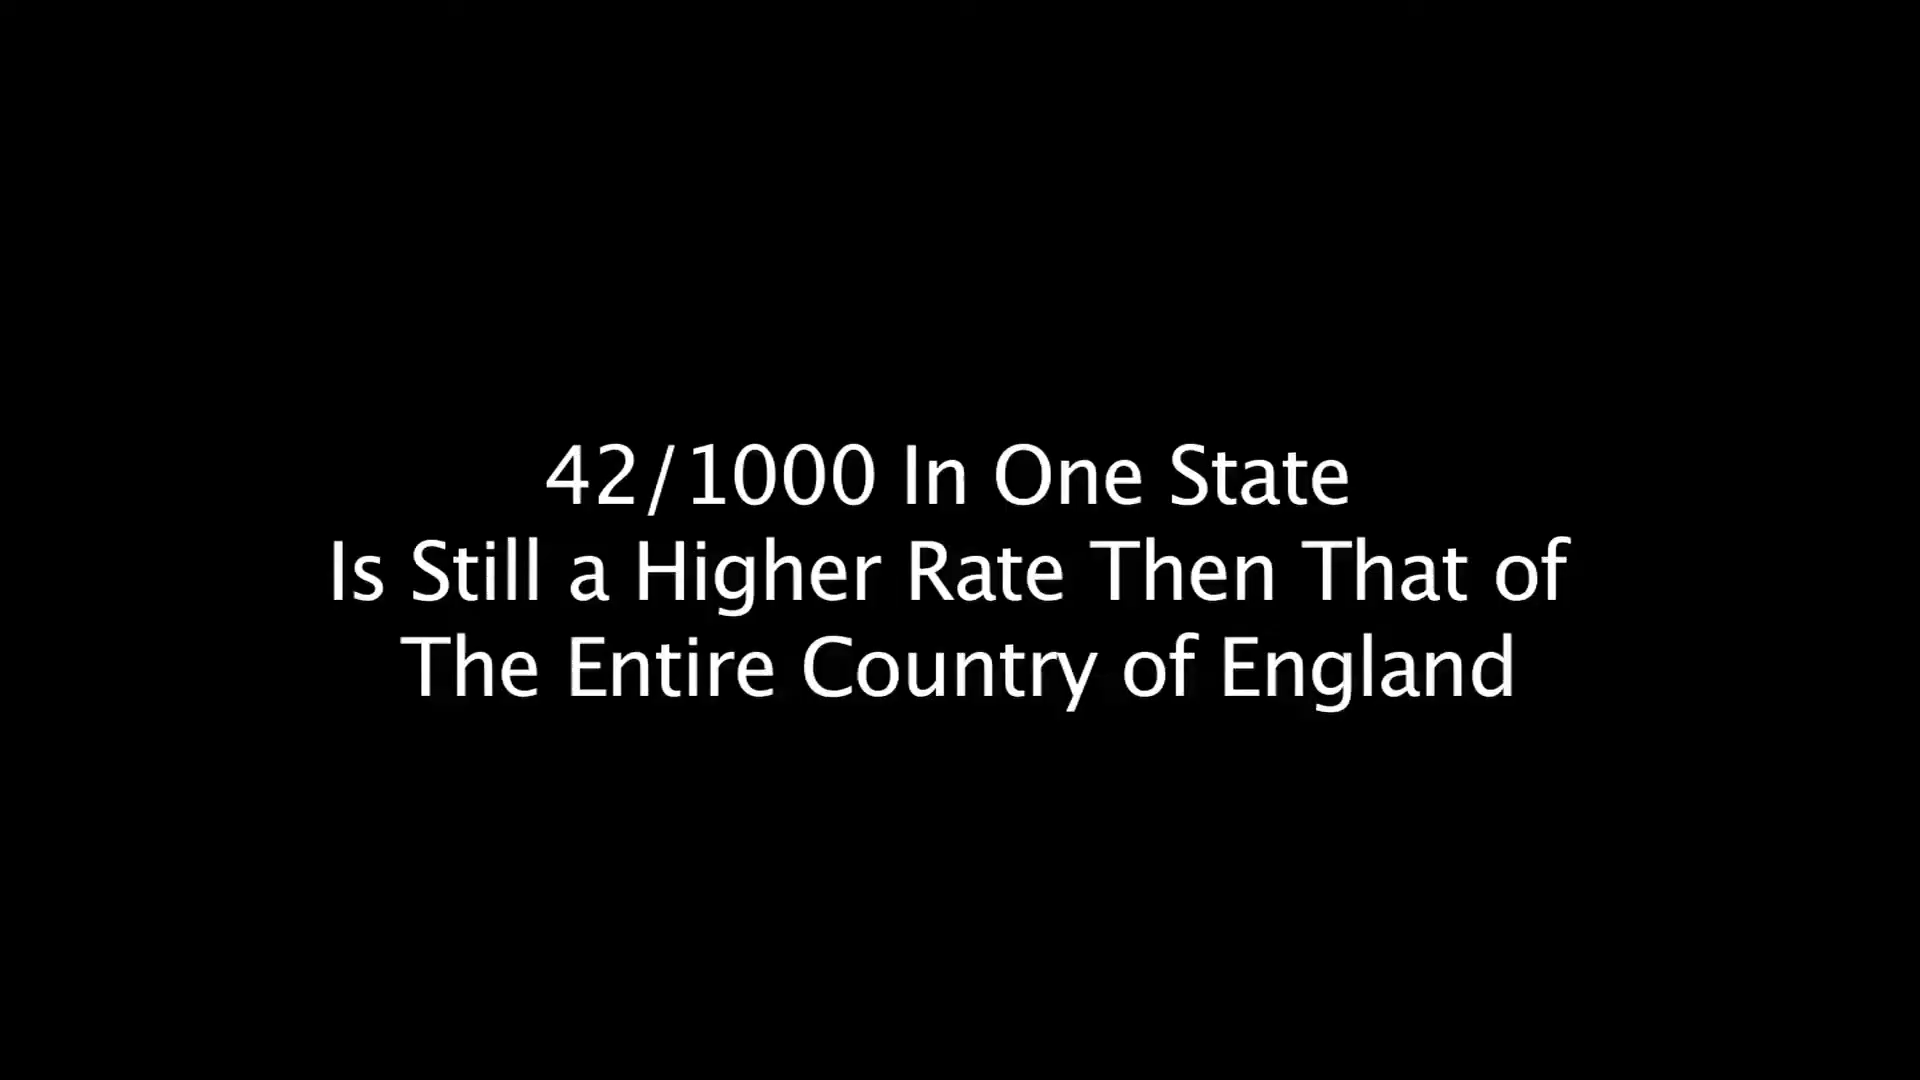 42/1000 In One State
Is Still a Higher Rate Then That of
The Entire Country of England